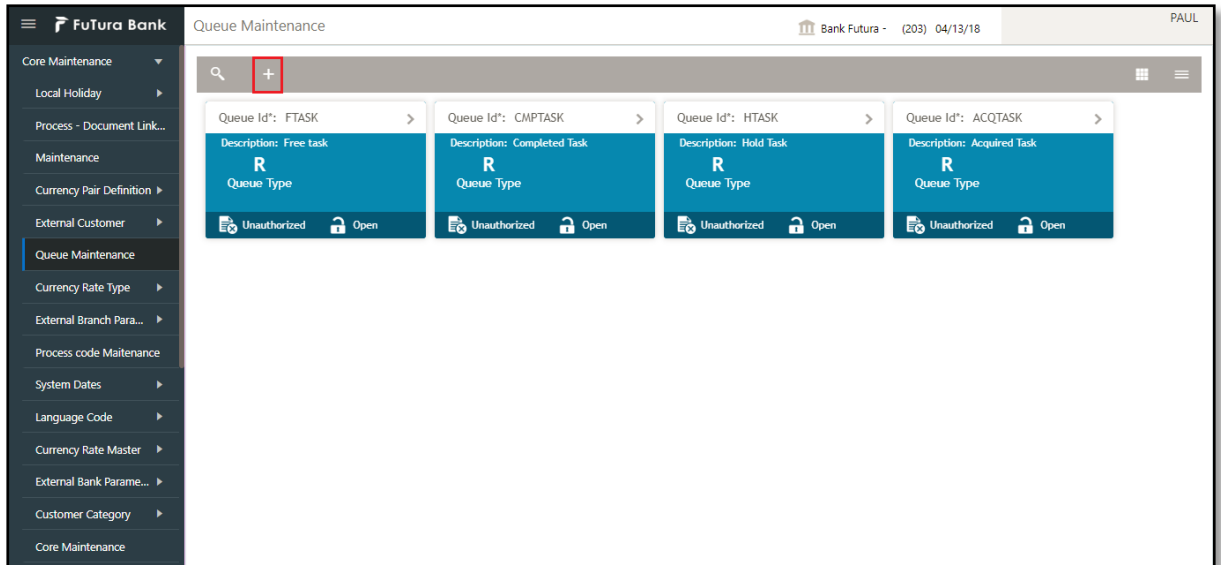 FuTura Bank
Queue Maintenance
Bank Futura - (203) 04/13/18
PAUL
Core Maintenance
Local Holiday
Process - Document Link...
Maintenance
Currency Pair Definition
External Customer
Queue Maintenance
Currency Rate Type
External Branch Para...
Process code Maitenance
System Dates
Language Code
Currency Rate Master
External Bank Parame...
Customer Category
Core Maintenance
Queue Id*: FTASK
Description: Free task
R
Queue Type
Unauthorized Open
Queue Id*: CMPTASK
Description: Completed Task
R
Queue Type
Unauthorized Open
Queue Id*: HTASK
Description: Hold Task
R
Queue Type
Unauthorized Open
Queue Id*: ACQTASK
Description: Acquired Task
R
Queue Type
Unauthorized Open